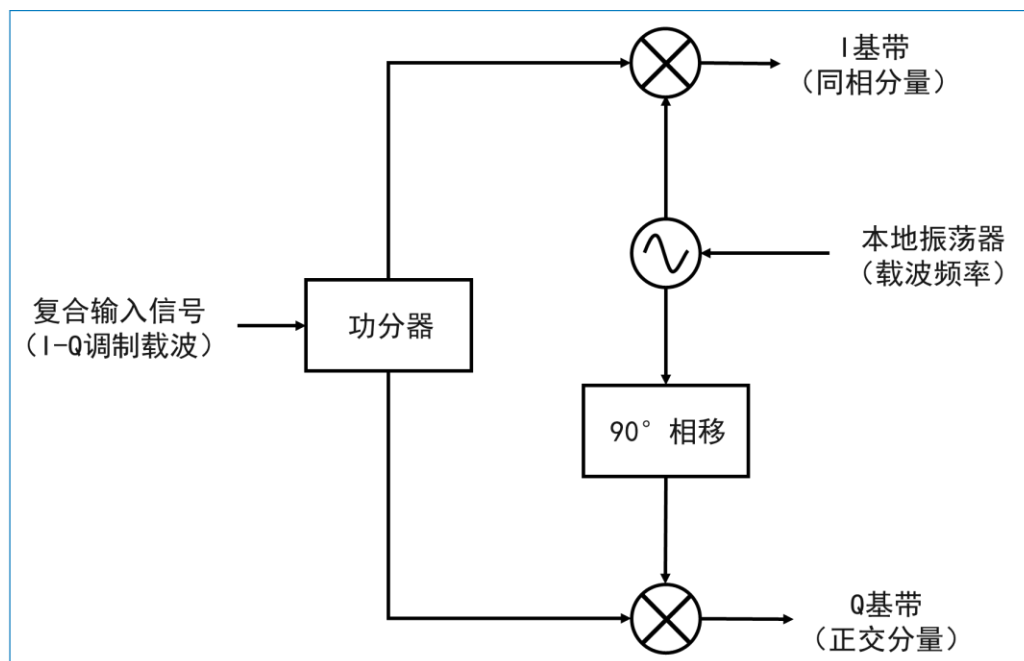 I基带
（同相分量）
本地振荡器
（载波频率）
复合输入信号
（I-Q调制载波）
功分器
90°相移
Q基带
（正交分量）